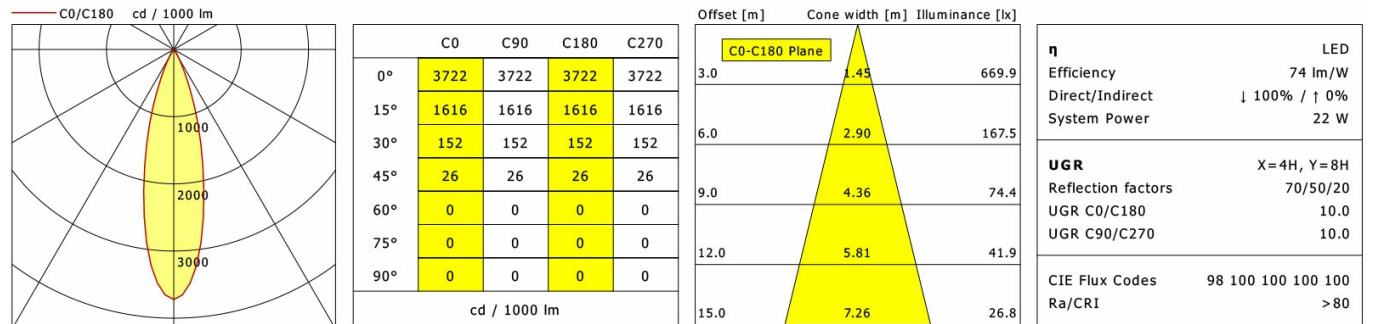 C0/C180 cd / 1000 lm
1000
2000
3000
C0 C90 C180 C270
0° 3722 3722 3722 3722
15° 1616 1616 1616 1616
30° 152 152 152 152
45° 26 26 26 26
60° 0 0 0 0
75° 0 0 0 0
90° 0 0 0 0
cd / 1000 lm
Offset [m] Cone width [m] Illuminance [lx]
C0-C180 Plane
3.0 1.45 669.9
6.0 2.90 167.5
9.0 4.36 74.4
12.0 5.81 41.9
15.0 7.26 26.8
η LED
Efficiency 74 lm/W
Direct/Indirect ↓ 100% / ↑ 0%
System Power 22 W
UGR X=4H, Y=8H
Reflection factors 70/50/20
UGR C0/C180 10.0
UGR C90/C270 10.0
CIE Flux Codes 98 100 100 100 100
Ra/CRI >80